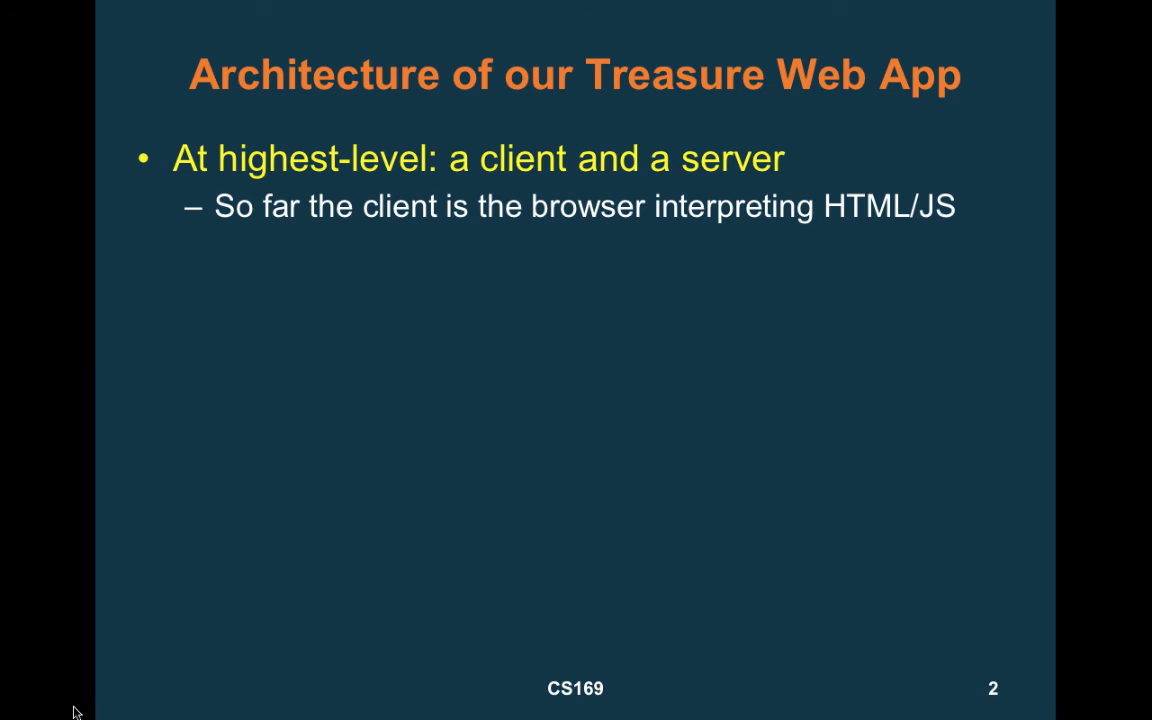 Architecture of our Treasure Web App
• At highest-level: a client and a server
– So far the client is the browser interpreting HTML/JS
CS169
2